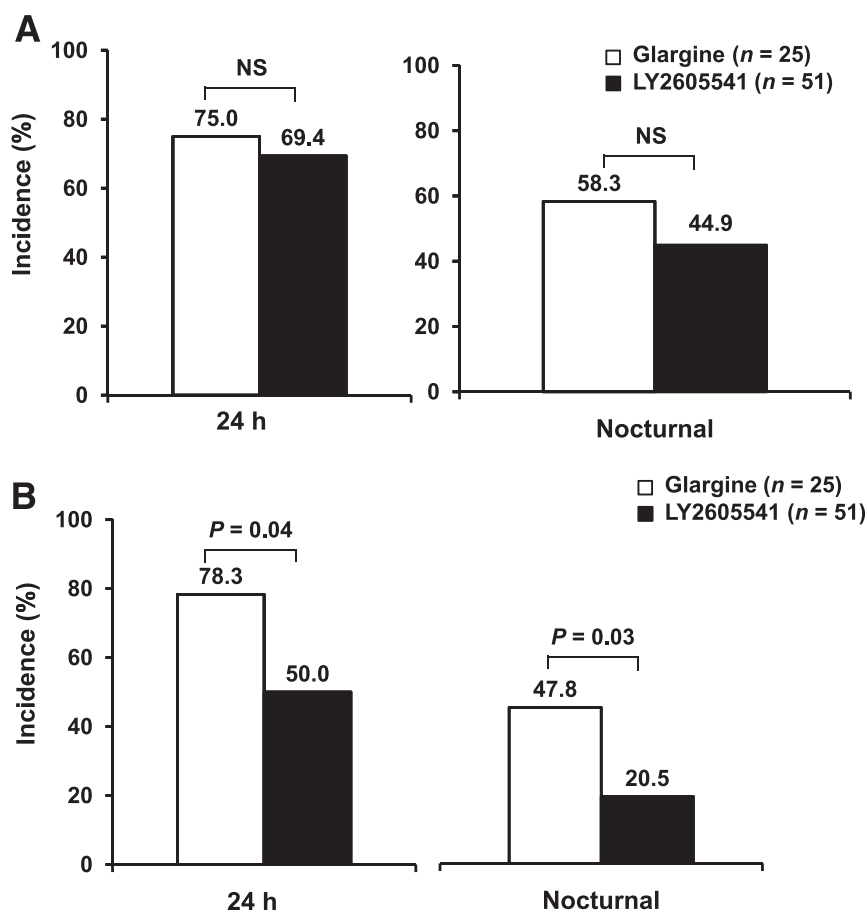 A
Incidence (%)
100
80
60
40
20
0
NS
75.0
69.4
24 h
100
80
60
40
20
0
Glargine (n = 25)
LY2605541 (n = 51)
NS
58.3
44.9
Nocturnal
B
Incidence (%)
100
80
60
40
20
0
P = 0.04
78.3
50.0
24 h
Glargine (n = 25)
LY2605541 (n = 51)
P = 0.03
47.8
20.5
Nocturnal